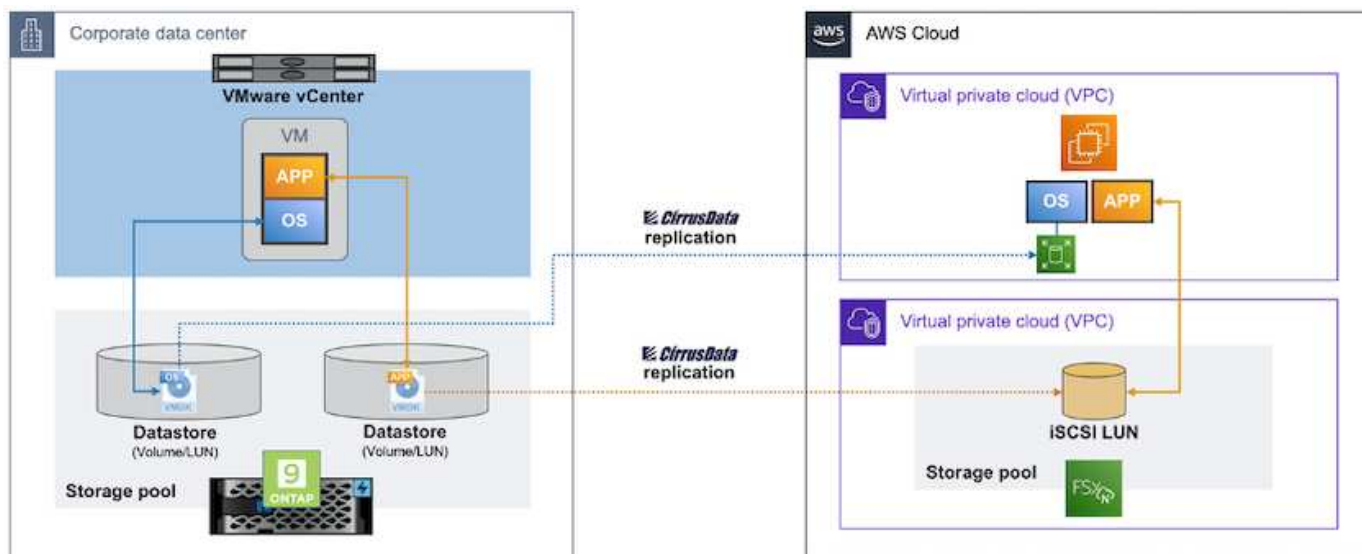 Corporate data center
VMware vCenter
VM
APP
OS
OS
VMDK
APP
VMDK
Datastore
(Volume/LUN)
Datastore
(Volume/LUN)
Storage pool
9
ONTAP
CirrusData
replication
CirrusData
replication
aws
AWS Cloud
Virtual private cloud (VPC)
OS
APP
Virtual private cloud (VPC)
iSCSI LUN
Storage pool
FSx
N